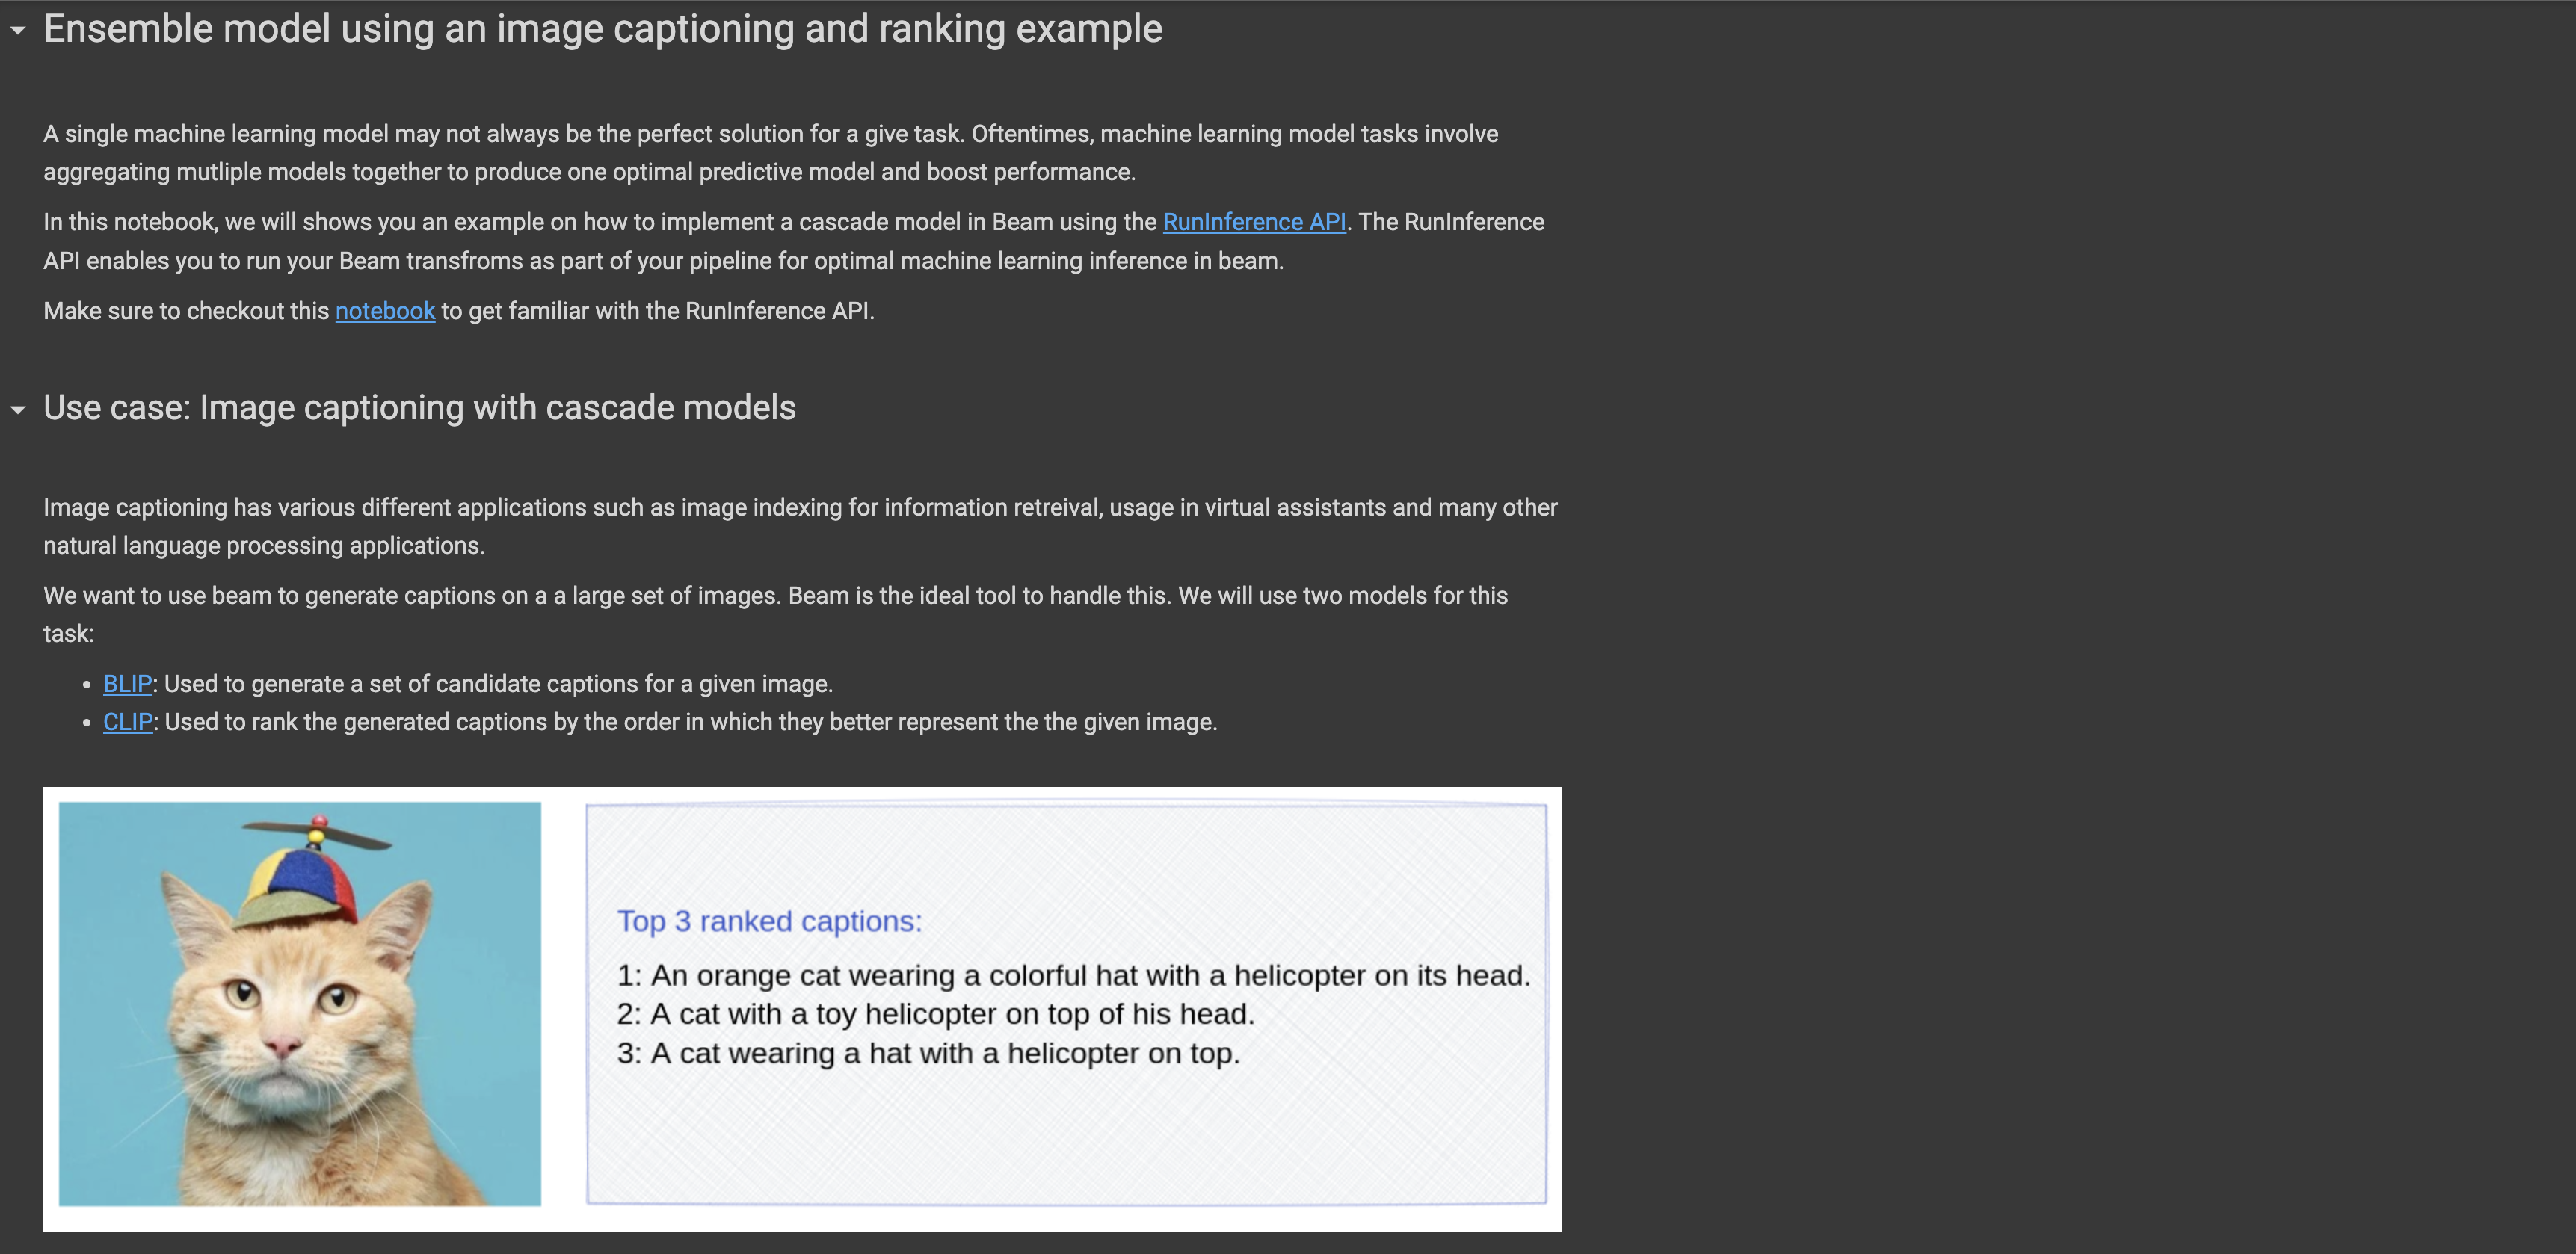 Ensemble model using an image captioning and ranking example
A single machine learning model may not always be the perfect solution for a give task. Oftentimes, machine learning model tasks involve
aggregating mutliple models together to produce one optimal predictive model and boost performance.
In this notebook, we will shows you an example on how to implement a cascade model in Beam using the RunInference API. The RunInference
API enables you to run your Beam transfroms as part of your pipeline for optimal machine learning inference in beam.
Make sure to checkout this notebook to get familiar with the RunInference API.
Use case: Image captioning with cascade models
Image captioning has various different applications such as image indexing for information retreival, usage in virtual assistants and many other
natural language processing applications.
We want to use beam to generate captions on a a large set of images. Beam is the ideal tool to handle this. We will use two models for this
task:
• BLIP: Used to generate a set of candidate captions for a given image.
• CLIP: Used to rank the generated captions by the order in which they better represent the the given image.
Top 3 ranked captions:
1: An orange cat wearing a colorful hat with a helicopter on its head.
2: A cat with a toy helicopter on top of his head.
3: A cat wearing a hat with a helicopter on top.